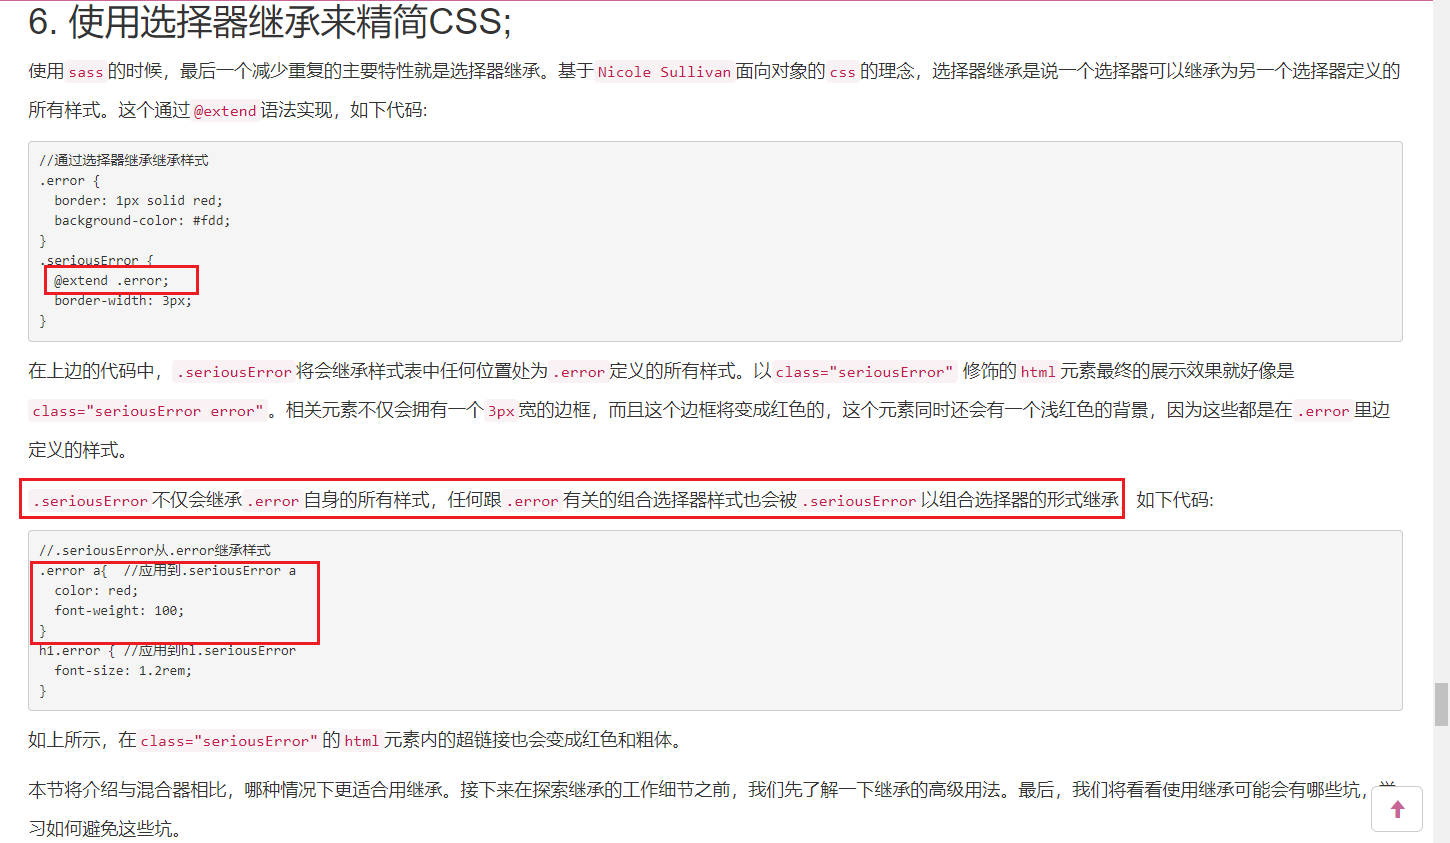 6. 使用选择器继承来精简CSS;
使用 sass 的时候，最后一个减少重复的主要特性就是选择器继承。基于 Nicole Sullivan 面向对象的 css 的理念，选择器继承是说一个选择器可以继承为另一个选择器定义的
所有样式。这个通过 @extend 语法实现，如下代码:
//通过选择器继承继承样式
.error {
  border: 1px solid red;
  background-color: #fdd;
}
.seriousError {
  @extend .error;
  border-width: 3px;
}
在上边的代码中， .seriousError 将会继承样式表中任何位置处为 .error 定义的所有样式。以 class="seriousError" 修饰的 html 元素最终的展示效果就好像是
class="seriousError error" 。相关元素不仅会拥有一个 3px 宽的边框，而且这个边框将变成红色的，这个元素同时还会有一个浅红色的背景，因为这些都是在 .error 里边
定义的样式。
.seriousError 不仅会继承 .error 自身的所有样式，任何跟 .error 有关的组合选择器样式也会被 .seriousError 以组合选择器的形式继承 如下代码:
//.seriousError从.error继承样式
.error a{  //应用到.seriousError a
  color: red;
  font-weight: 100;
}
h1.error { //应用到hl.seriousError
  font-size: 1.2rem;
}
如上所示，在 class="seriousError" 的 html 元素内的超链接也会变成红色和粗体。
本节将介绍与混合器相比，哪种情况下更适合用继承。接下来在探索继承的工作细节之前，我们先了解一下继承的高级用法。最后，我们将看看使用继承可能会有哪些坑，学
习如何避免这些坑。